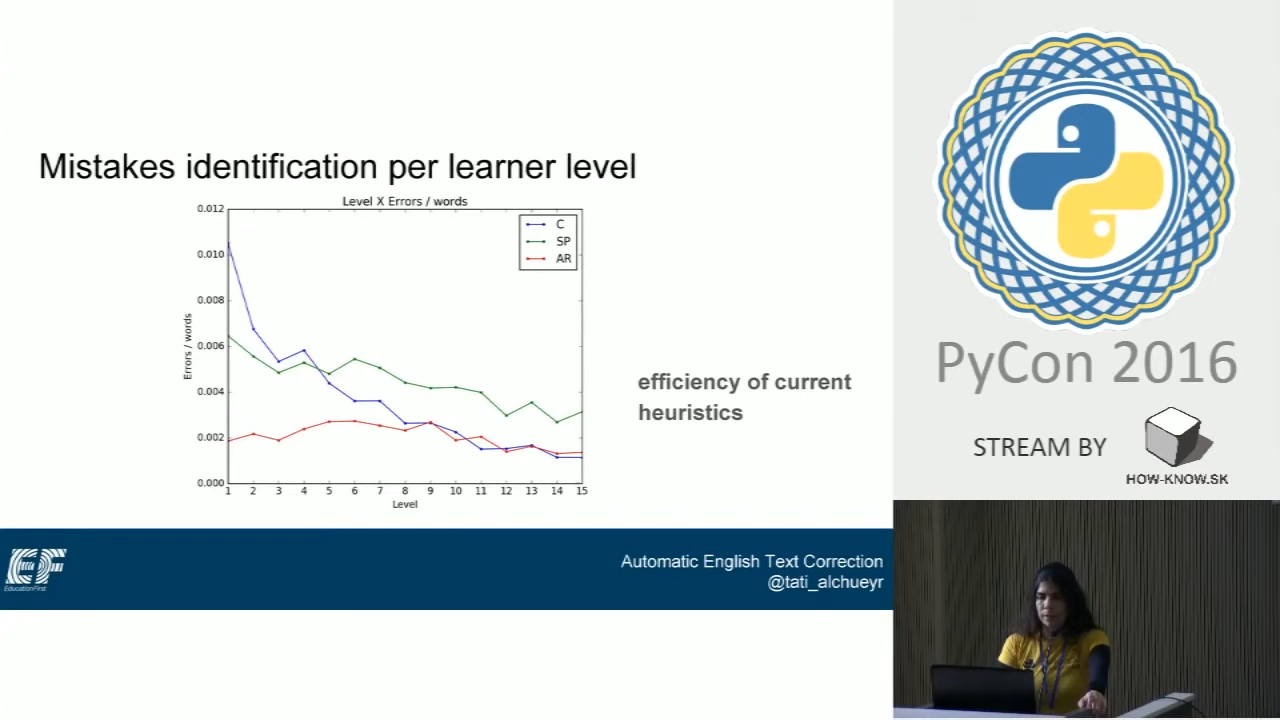 Mistakes identification per learner level
Level X Errors / words
0.012
0.010
0.008
0.006
0.004
0.002
0.000
Errors / words
C
SP
AR
1 2 3 4 5 6 7 8 9 10 11 12 13 14 15
Level
efficiency of current
heuristics
EF
EducationFirst
Automatic English Text Correction
@tati_alchueyr
PyCon 2016
STREAM BY
HOW-KNOW.SK